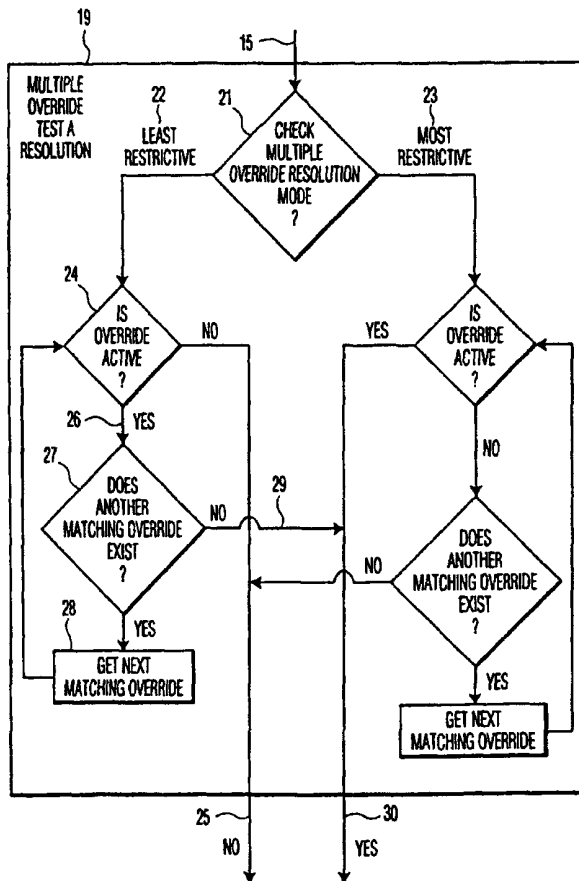 19
15
MULTIPLE
OVERRIDE
TEST A
RESOLUTION
22
LEAST
RESTRICTIVE
21
CHECK
MULTIPLE
OVERRIDE RESOLUTION
MODE
?
23
MOST
RESTRICTIVE
24
IS
OVERRIDE
ACTIVE
?
NO
YES
IS
OVERRIDE
ACTIVE
?
26
YES
NO
27
DOES
ANOTHER
MATCHING OVERRIDE
EXIST
?
NO
29
NO
DOES
ANOTHER
MATCHING OVERRIDE
EXIST
?
28
YES
GET NEXT
MATCHING OVERRIDE
YES
GET NEXT
MATCHING OVERRIDE
25
30
NO
YES